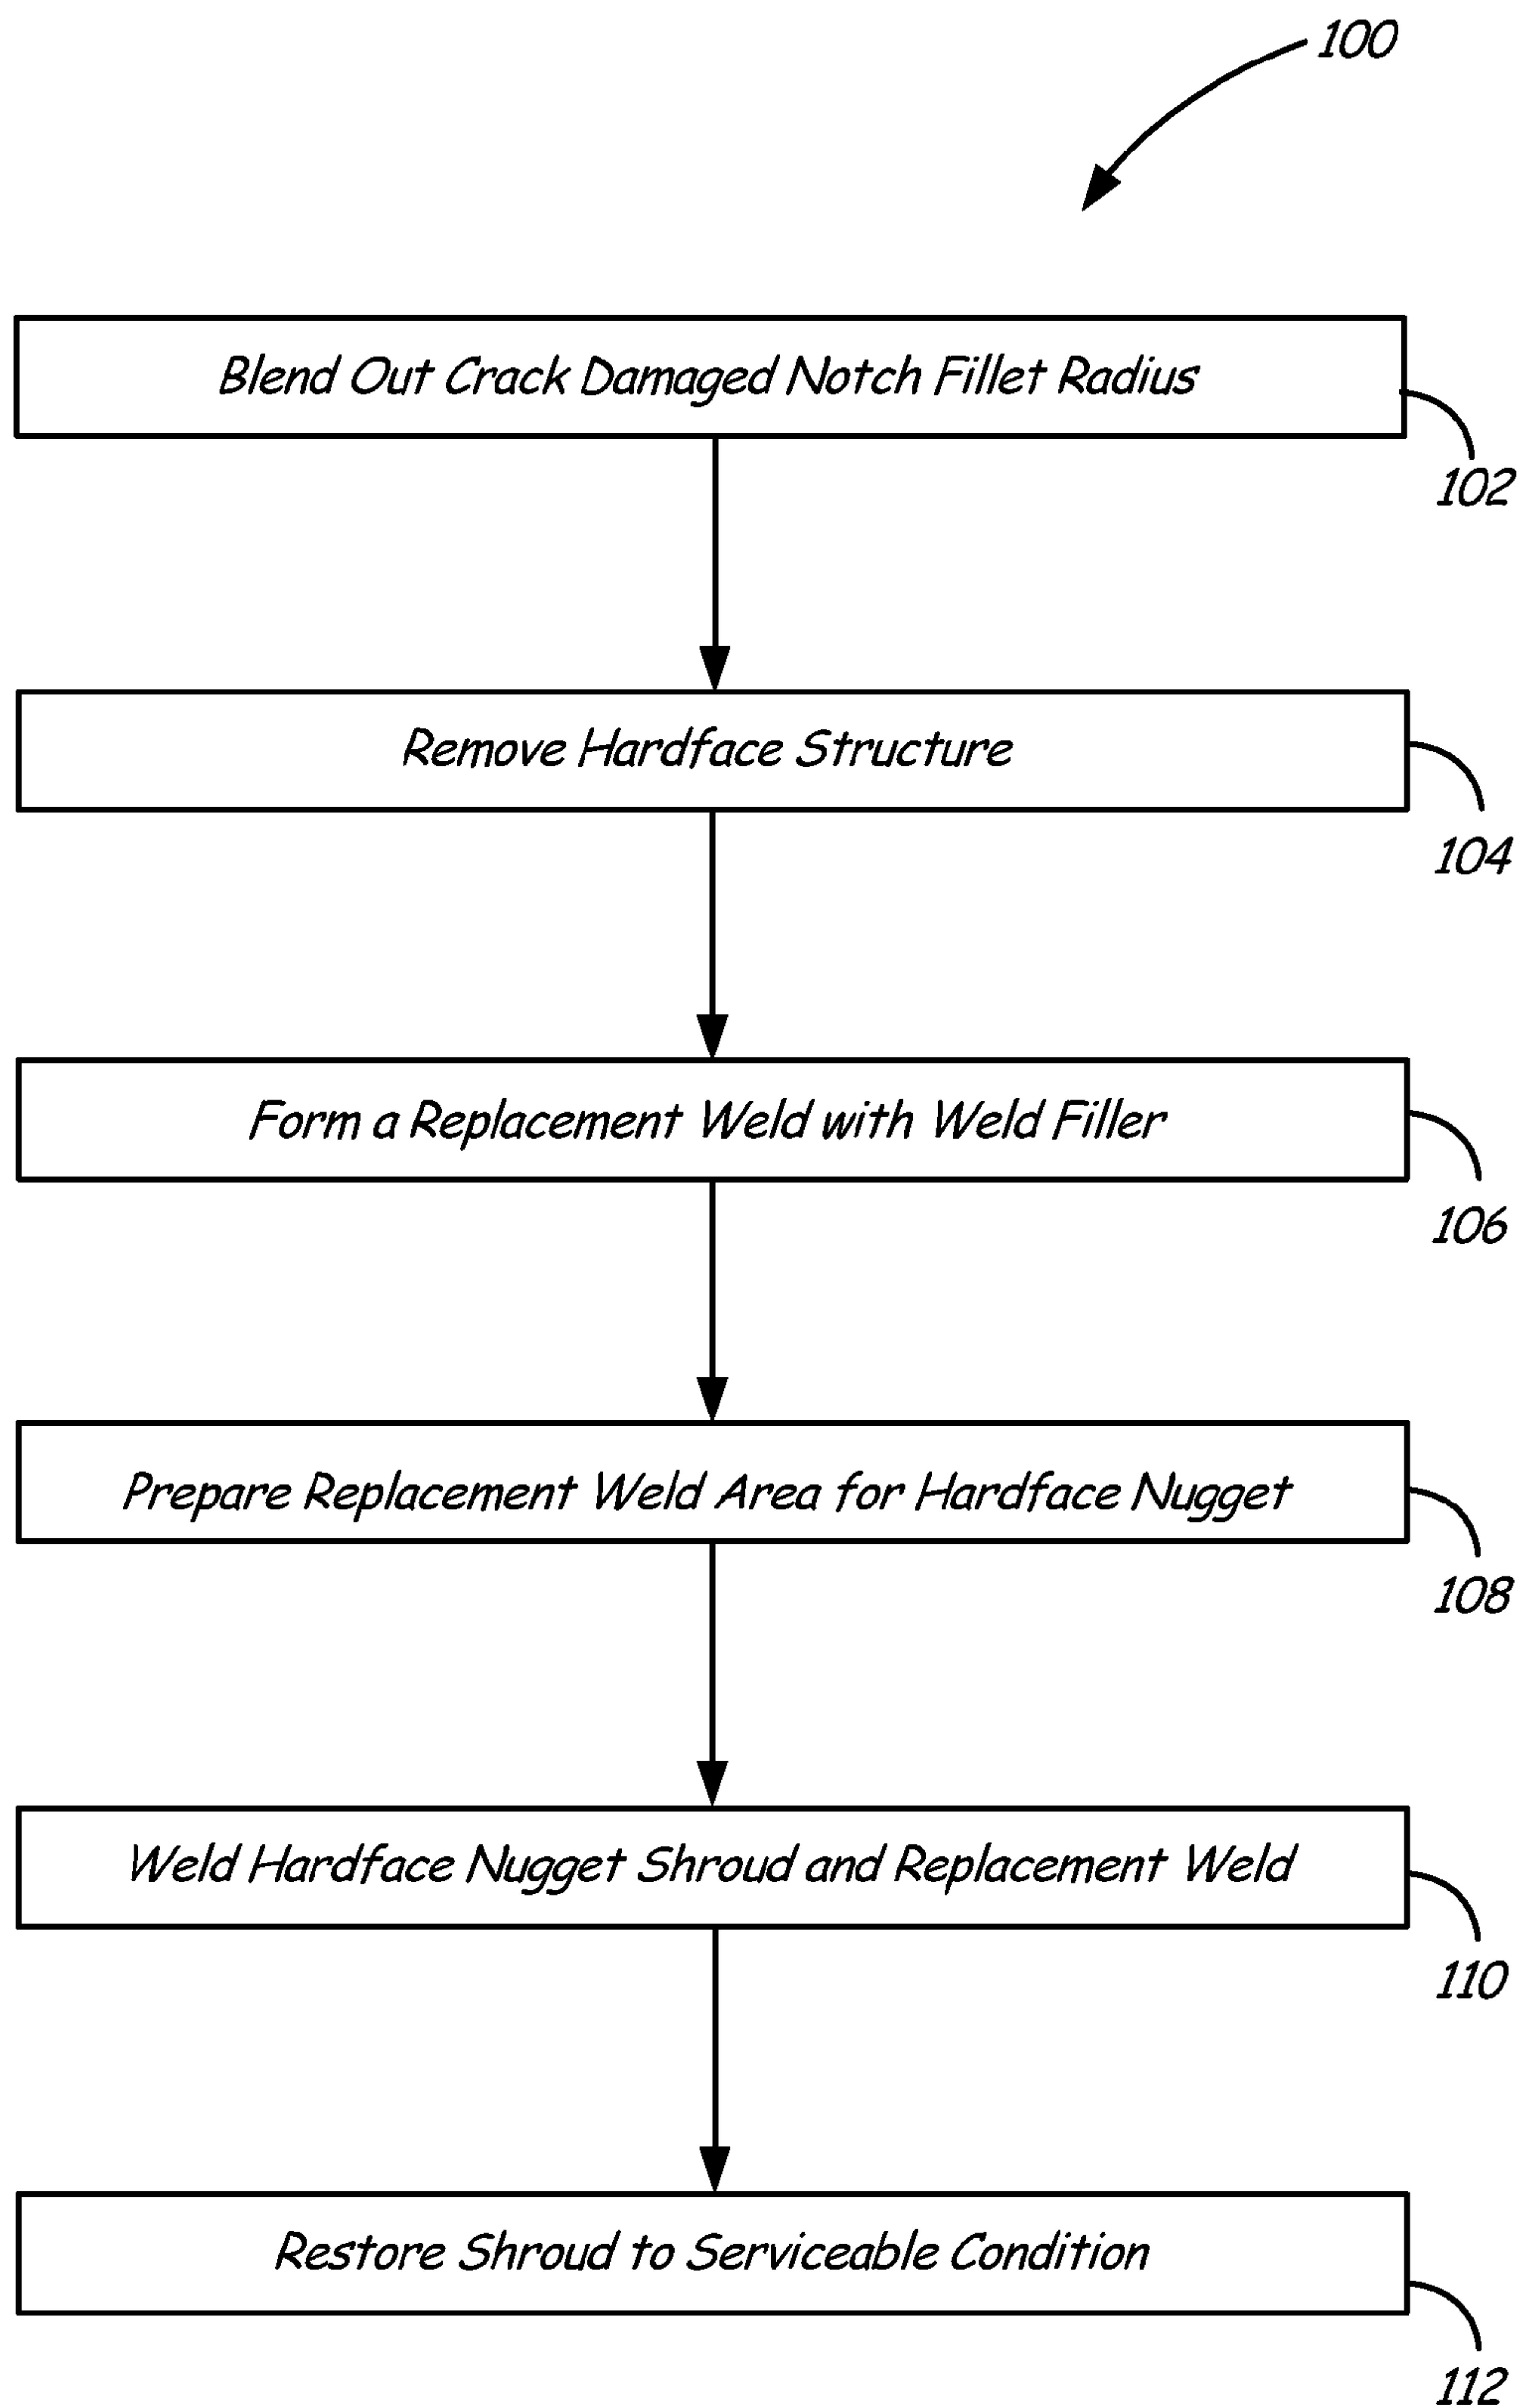 100
Blend Out Crack Damaged Notch Fillet Radius
102
Remove Hardface Structure
104
Form a Replacement Weld with Weld Filler
106
Prepare Replacement Weld Area for Hardface Nugget
108
Weld Hardface Nugget Shroud and Replacement Weld
110
Restore Shroud to Serviceable Condition
112